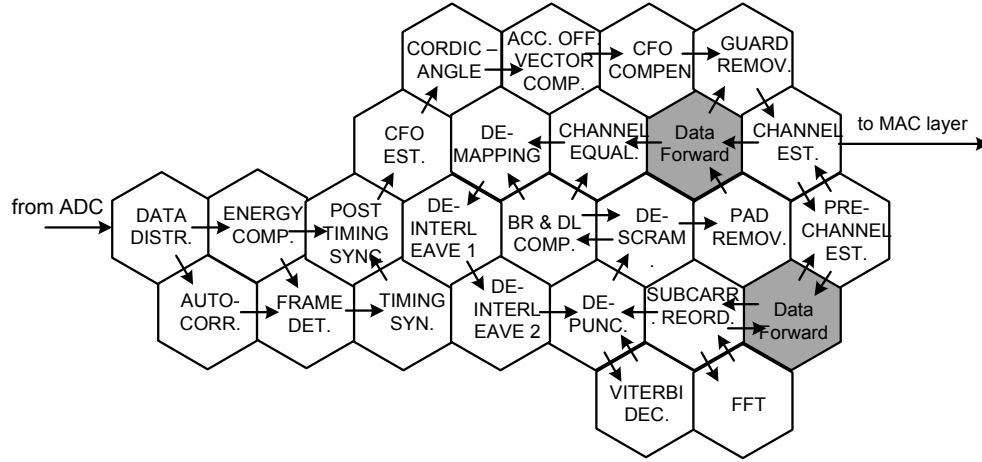 CORDIC –
ANGLE
ACC. OFF.
VECTOR
COMP.
CFO
COMPEN
GUARD
REMOV.
CFO
EST.
DE-
MAPPING
CHANNEL
EQUAL.
Data
Forward
CHANNEL
EST.
to MAC layer
from ADC
DATA
DISTR.
ENERGY
COMP.
POST
TIMING
SYNC
DE-
INTERL
EAVE 1
BR & DL
COMP.
DE-
SCRAM
.
PAD
REMOV.
PRE-
CHANNEL
EST.
AUTO-
CORR.
FRAME
DET.
TIMING
SYN.
DE-
INTERL
EAVE 2
DE-
PUNC.
SUBCARR
.
REORD.
Data
Forward
VITERBI
DEC.
FFT